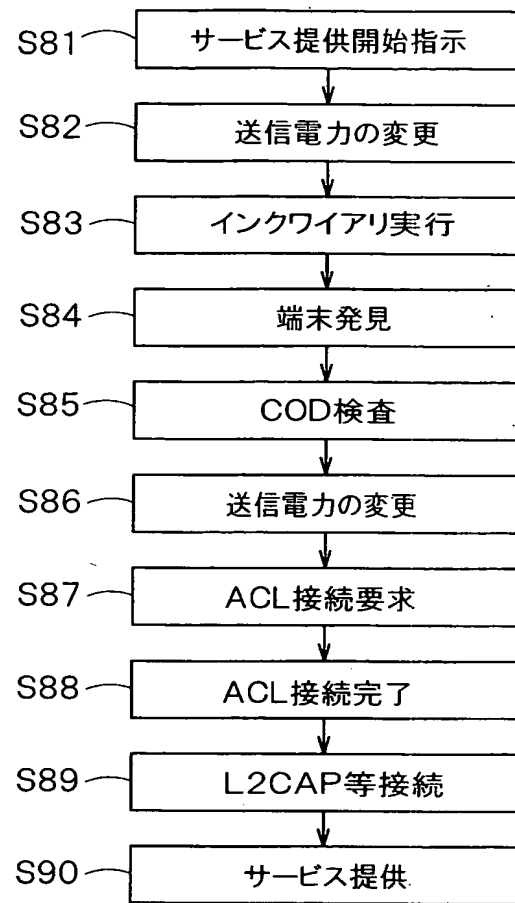 S81 サービス提供開始指示
S82 送信電力の変更
S83 インクワイアリ実行
S84 端末発見
S85 COD検査
S86 送信電力の変更
S87 ACL接続要求
S88 ACL接続完了
S89 L2CAP等接続
S90 サービス提供